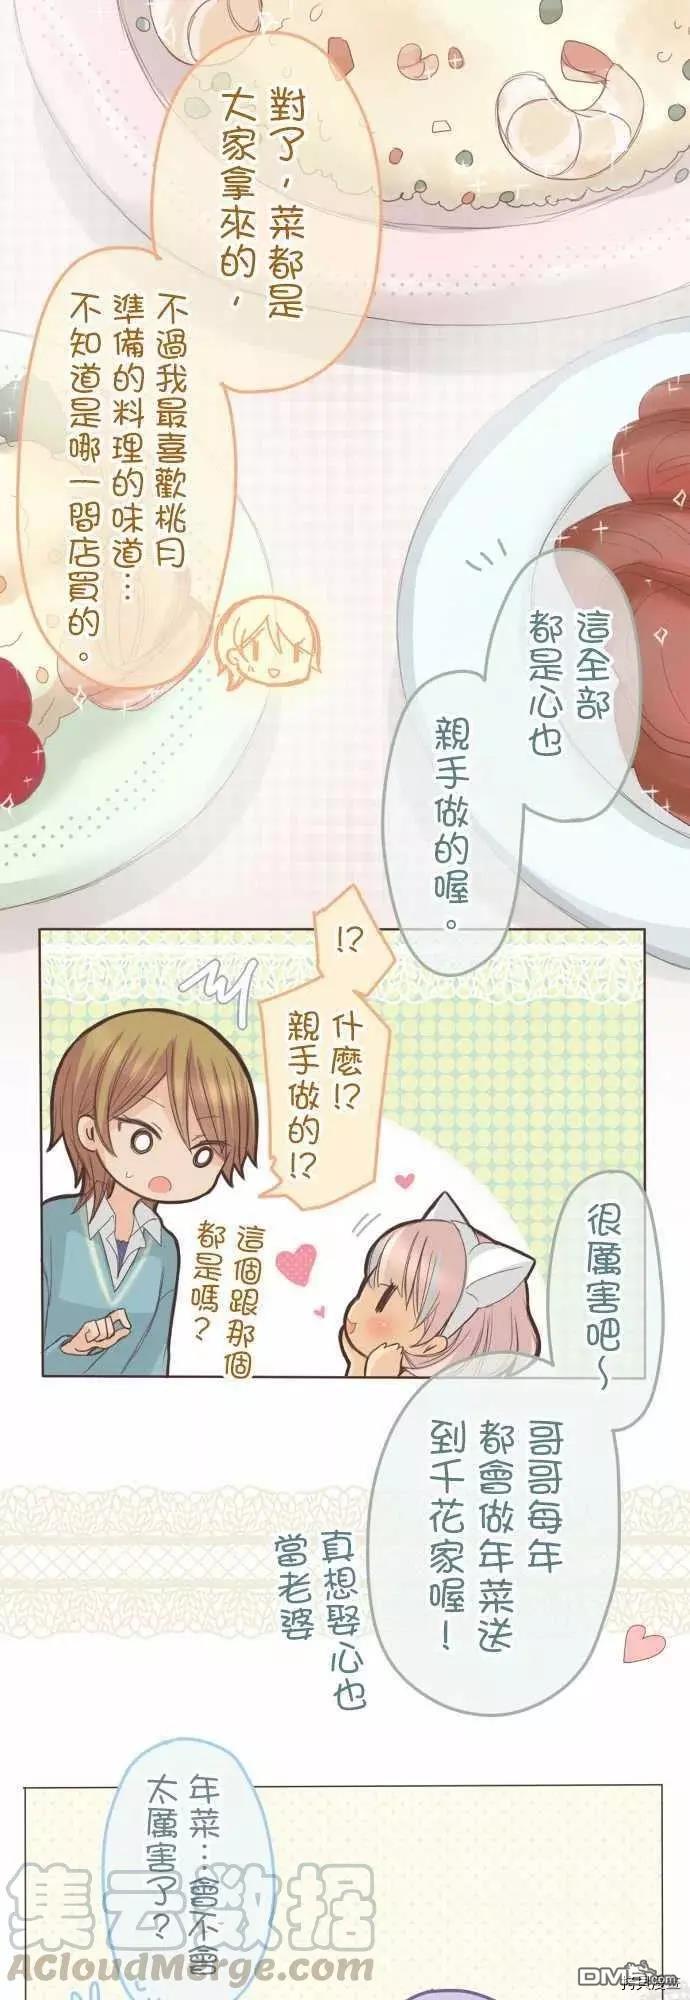 對了，菜都是
大家拿來的，
不過我最喜歡桃月
準備的料理的味道…
不知道是哪一間店買的。
這全部
都是心也
親手做的喔。
!?
什麼!?
親手做的!?
這個跟那個
都是嗎？
很厲害吧～
哥哥每年
都會做年菜送
到千花家喔！
真想娶心也
當老婆
年菜…會不會
太厲害了？
集云数据
ACloudMerge.com
拷貝漫畫